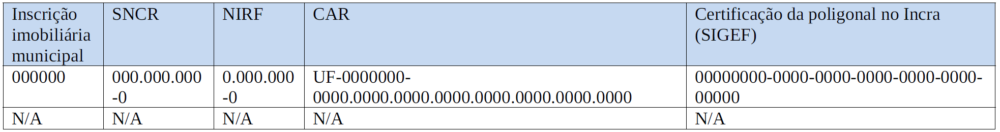 Inscrição
imobiliária
municipal
SNCR
NIRF
CAR
Certificação da poligonal no Incra
(SIGEF)
000000
000.000.000
-0
0.000.000
-0
UF-0000000-
0000.0000.0000.0000.0000.0000.0000.0000
00000000-0000-0000-0000-0000-0000-
00000
N/A
N/A
N/A
N/A
N/A